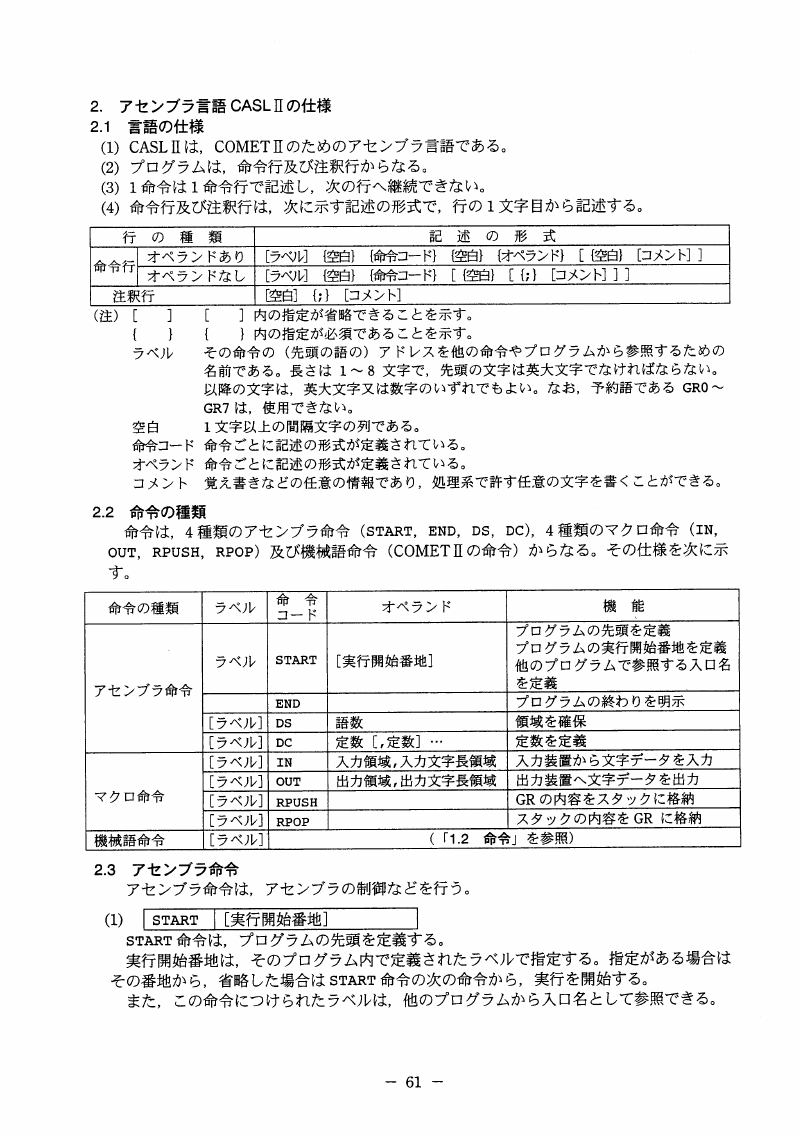 2. アセンブラ言語 CASLⅡの仕様
2.1 言語の仕様
(1) CASLⅡは，COMETⅡのためのアセンブラ言語である。
(2) プログラムは，命令行及び注釈行からなる。
(3) 1命令は1命令行で記述し，次の行へ継続できない。
(4) 命令行及び注釈行は，次に示す記述の形式で，行の1文字目から記述する。
行 の 種 類 記 述 の 形 式
命令行 オペランドあり [ラベル] {空白} {命令コード} {空白} {オペランド} [ {空白} [コメント] ]
オペランドなし [ラベル] {空白} {命令コード} [ {空白} [ {;} [コメント] ] ]
注釈行 [空白] {;} [コメント]
(注) [ ] [ ] 内の指定が省略できることを示す。
{ } { } 内の指定が必須であることを示す。
ラベル その命令の（先頭の語の）アドレスを他の命令やプログラムから参照するための
名前である。長さは 1～8 文字で，先頭の文字は英大文字でなければならない。
以降の文字は，英大文字又は数字のいずれでもよい。なお，予約語である GR0～
GR7 は，使用できない。
空白 1文字以上の間隔文字の列である。
命令コード 命令ごとに記述の形式が定義されている。
オペランド 命令ごとに記述の形式が定義されている。
コメント 覚え書きなどの任意の情報であり，処理系で許す任意の文字を書くことができる。
2.2 命令の種類
命令は，4種類のアセンブラ命令（START, END, DS, DC），4種類のマクロ命令（IN,
OUT, RPUSH, RPOP）及び機械語命令（COMETⅡの命令）からなる。その仕様を次に示
す。
命令の種類 ラベル 命 令
コード オペランド 機 能
アセンブラ命令 ラベル START [実行開始番地] プログラムの先頭を定義
プログラムの実行開始番地を定義
他のプログラムで参照する入口名
を定義
END プログラムの終わりを明示
[ラベル] DS 語数 領域を確保
[ラベル] DC 定数 [,定数] … 定数を定義
マクロ命令 [ラベル] IN 入力領域,入力文字長領域 入力装置から文字データを入力
[ラベル] OUT 出力領域,出力文字長領域 出力装置へ文字データを出力
[ラベル] RPUSH GR の内容をスタックに格納
[ラベル] RPOP スタックの内容を GR に格納
機械語命令 [ラベル] (「1.2 命令」を参照)
2.3 アセンブラ命令
アセンブラ命令は，アセンブラの制御などを行う。
(1) START [実行開始番地]
START 命令は，プログラムの先頭を定義する。
実行開始番地は，そのプログラム内で定義されたラベルで指定する。指定がある場合は
その番地から，省略した場合は START 命令の次の命令から，実行を開始する。
また，この命令につけられたラベルは，他のプログラムから入口名として参照できる。
− 61 −